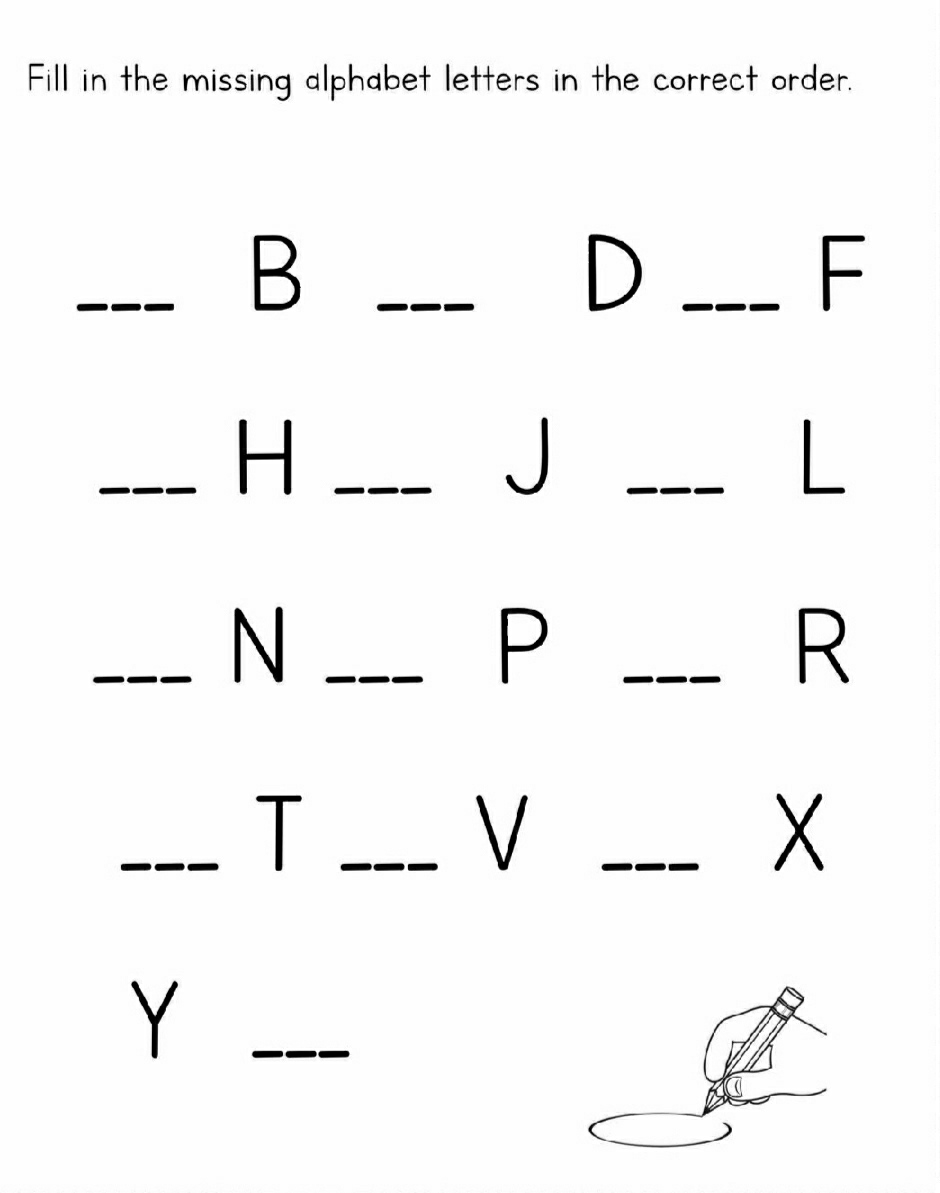 Fill in the missing alphabet letters in the correct order.
___ B ___ D ___ F
___ H ___ J ___ L
___ N ___ P ___ R
___ T ___ V ___ X
Y ___